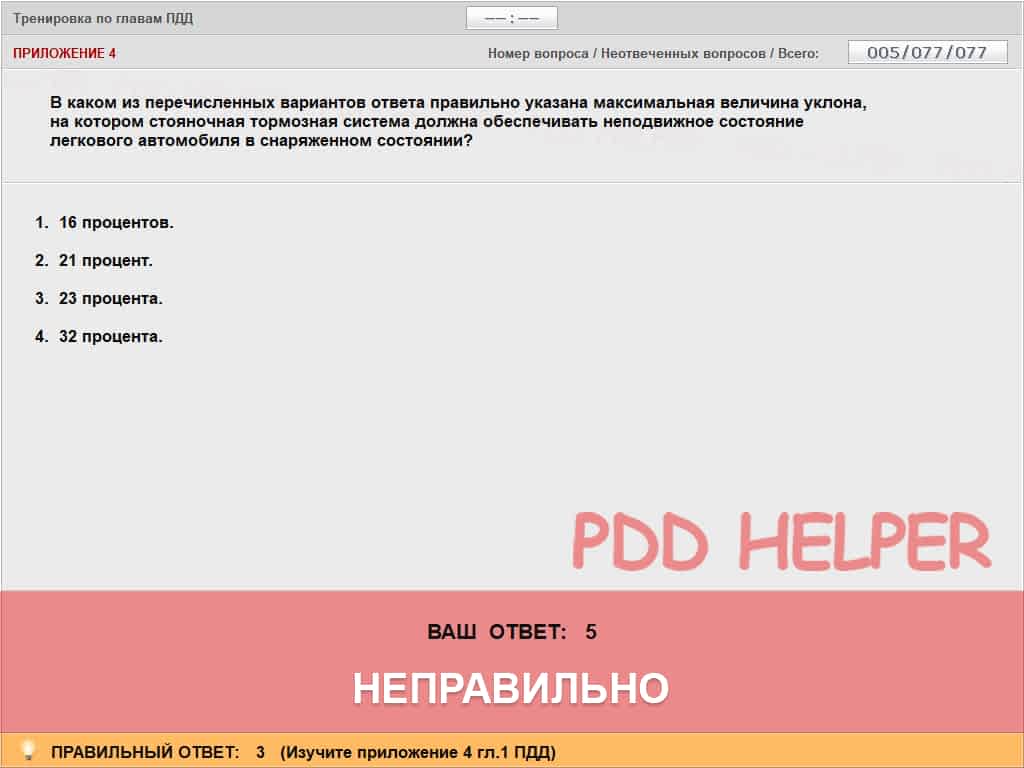 Тренировка по главам ПДД
—— : ——
ПРИЛОЖЕНИЕ 4
Номер вопроса / Неотвеченных вопросов / Всего: 005/077/077
В каком из перечисленных вариантов ответа правильно указана максимальная величина уклона,
на котором стояночная тормозная система должна обеспечивать неподвижное состояние
легкового автомобиля в снаряженном состоянии?
1. 16 процентов.
2. 21 процент.
3. 23 процента.
4. 32 процента.
PDD HELPER
ВАШ ОТВЕТ: 5
НЕПРАВИЛЬНО
ПРАВИЛЬНЫЙ ОТВЕТ: 3 (Изучите приложение 4 гл.1 ПДД)